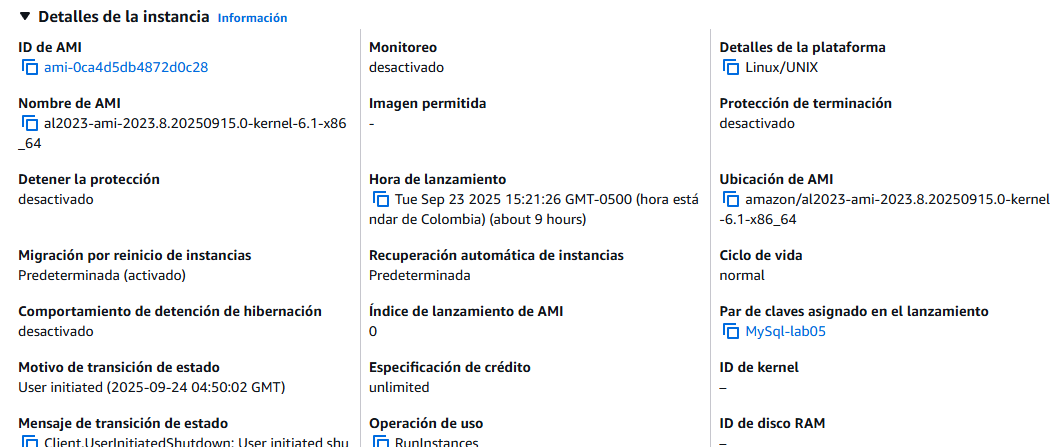 Detalles de la instancia Información
ID de AMI
ami-0ca4d5db4872d0c28
Monitoreo
desactivado
Detalles de la plataforma
Linux/UNIX
Nombre de AMI
al2023-ami-2023.8.20250915.0-kernel-6.1-x86
_64
Imagen permitida
-
Protección de terminación
desactivado
Detener la protección
desactivado
Hora de lanzamiento
Tue Sep 23 2025 15:21:26 GMT-0500 (hora está
ndar de Colombia) (about 9 hours)
Ubicación de AMI
amazon/al2023-ami-2023.8.20250915.0-kernel
-6.1-x86_64
Migración por reinicio de instancias
Predeterminada (activado)
Recuperación automática de instancias
Predeterminada
Ciclo de vida
normal
Comportamiento de detención de hibernación
desactivado
Índice de lanzamiento de AMI
0
Par de claves asignado en el lanzamiento
MySql-lab05
Motivo de transición de estado
User initiated (2025-09-24 04:50:02 GMT)
Especificación de crédito
unlimited
ID de kernel
–
Mensaje de transición de estado
Client.UserInitiatedShutdown: User initiated shu
Operación de uso
RunInstances
ID de disco RAM
–